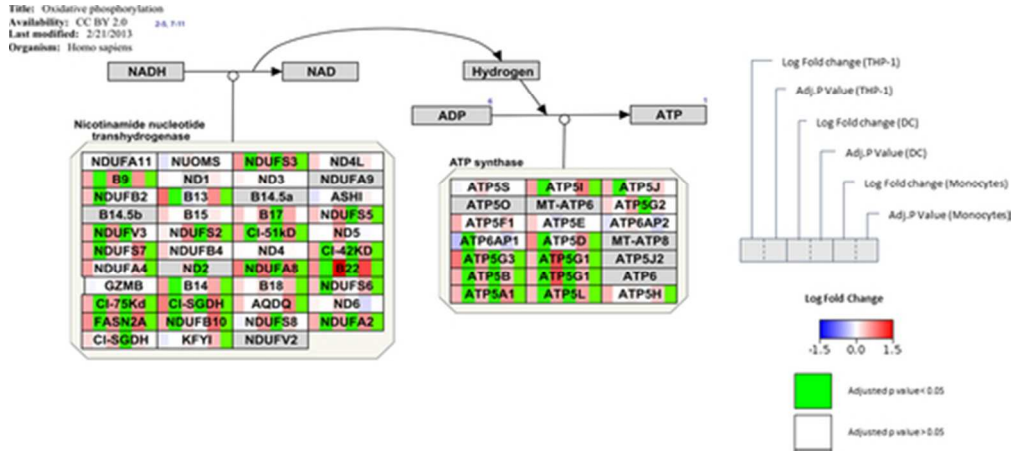 Title: Oxidative phosphorylation
Availability: CC BY 2.0
2-3, 7-11
Last modified: 2/21/2013
Organism: Homo sapiens
NADH
NAD
Hydrogen
ADP
6
ATP
1
Nicotinamide nucleotide
transhydrogenase
NDUFA11 NUOMS NDUFS3 ND4L
B9 ND1 ND3 NDUFA9
NDUFB2 B13 B14.5a ASHI
B14.5b B15 B17 NDUFS5
NDUFV3 NDUFS2 CI-51kD ND5
NDUFS7 NDUFB4 ND4 CI-42KD
NDUFA4 ND2 NDUFA8 B22
GZMB B14 B18 NDUFS6
CI-75Kd CI-SGDH AQDQ ND6
FASN2A NDUFB10 NDUFS8 NDUFA2
CI-SGDH KFYI NDUFV2
ATP synthase
ATP5S ATP5I ATP5J
ATP5O MT-ATP6 ATP5G2
ATP5F1 ATP5E ATP6AP2
ATP6AP1 ATP5D MT-ATP8
ATP5G3 ATP5G1 ATP5J2
ATP5B ATP5G1 ATP6
ATP5A1 ATP5L ATP5H
Log Fold change (THP-1)
Adj.P Value (THP-1)
Log Fold change (DC)
Adj.P Value (DC)
Log Fold change (Monocytes)
Adj.P Value (Monocytes)
Log Fold Change
-1.5 0.0 1.5
Adjusted p value< 0.05
Adjusted p value> 0.05